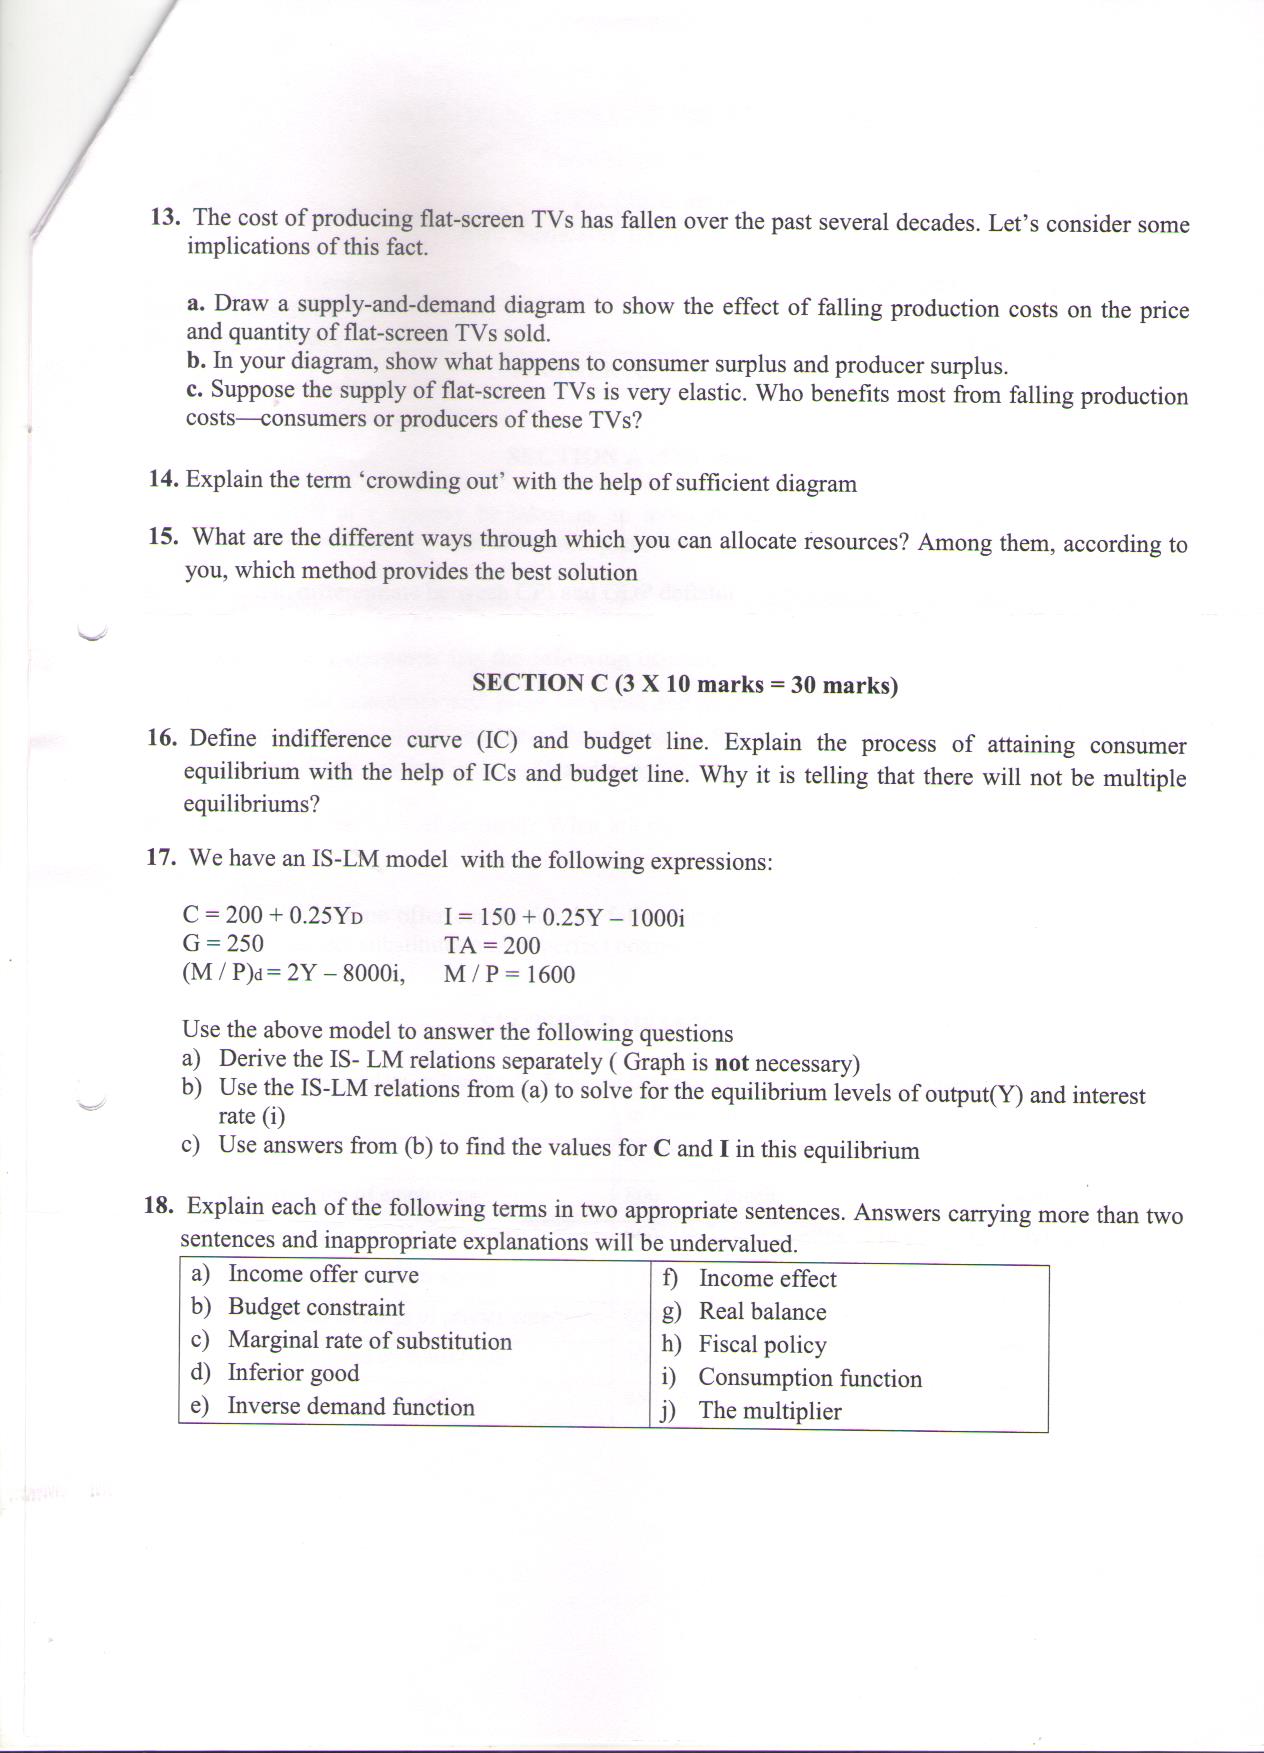 13. The cost of producing flat-screen TVs has fallen over the past several decades. Let's consider some
implications of this fact.
a. Draw a supply-and-demand diagram to show the effect of falling production costs on the price
and quantity of flat-screen TVs sold.
b. In your diagram, show what happens to consumer surplus and producer surplus.
c. Suppose the supply of flat-screen TVs is very elastic. Who benefits most from falling production
costs—consumers or producers of these TVs?
14. Explain the term ‘crowding out’ with the help of sufficient diagram
15. What are the different ways through which you can allocate resources? Among them, according to
you, which method provides the best solution
SECTION C (3 X 10 marks = 30 marks)
16. Define indifference curve (IC) and budget line. Explain the process of attaining consumer
equilibrium with the help of ICs and budget line. Why it is telling that there will not be multiple
equilibriums?
17. We have an IS-LM model with the following expressions:
C = 200 + 0.25YD I = 150 + 0.25Y – 1000i
G = 250 TA = 200
(M / P)d = 2Y – 8000i, M / P = 1600
Use the above model to answer the following questions
a) Derive the IS- LM relations separately ( Graph is not necessary)
b) Use the IS-LM relations from (a) to solve for the equilibrium levels of output(Y) and interest
rate (i)
c) Use answers from (b) to find the values for C and I in this equilibrium
18. Explain each of the following terms in two appropriate sentences. Answers carrying more than two
sentences and inappropriate explanations will be undervalued.
a) Income offer curve
b) Budget constraint
c) Marginal rate of substitution
d) Inferior good
e) Inverse demand function
f) Income effect
g) Real balance
h) Fiscal policy
i) Consumption function
j) The multiplier